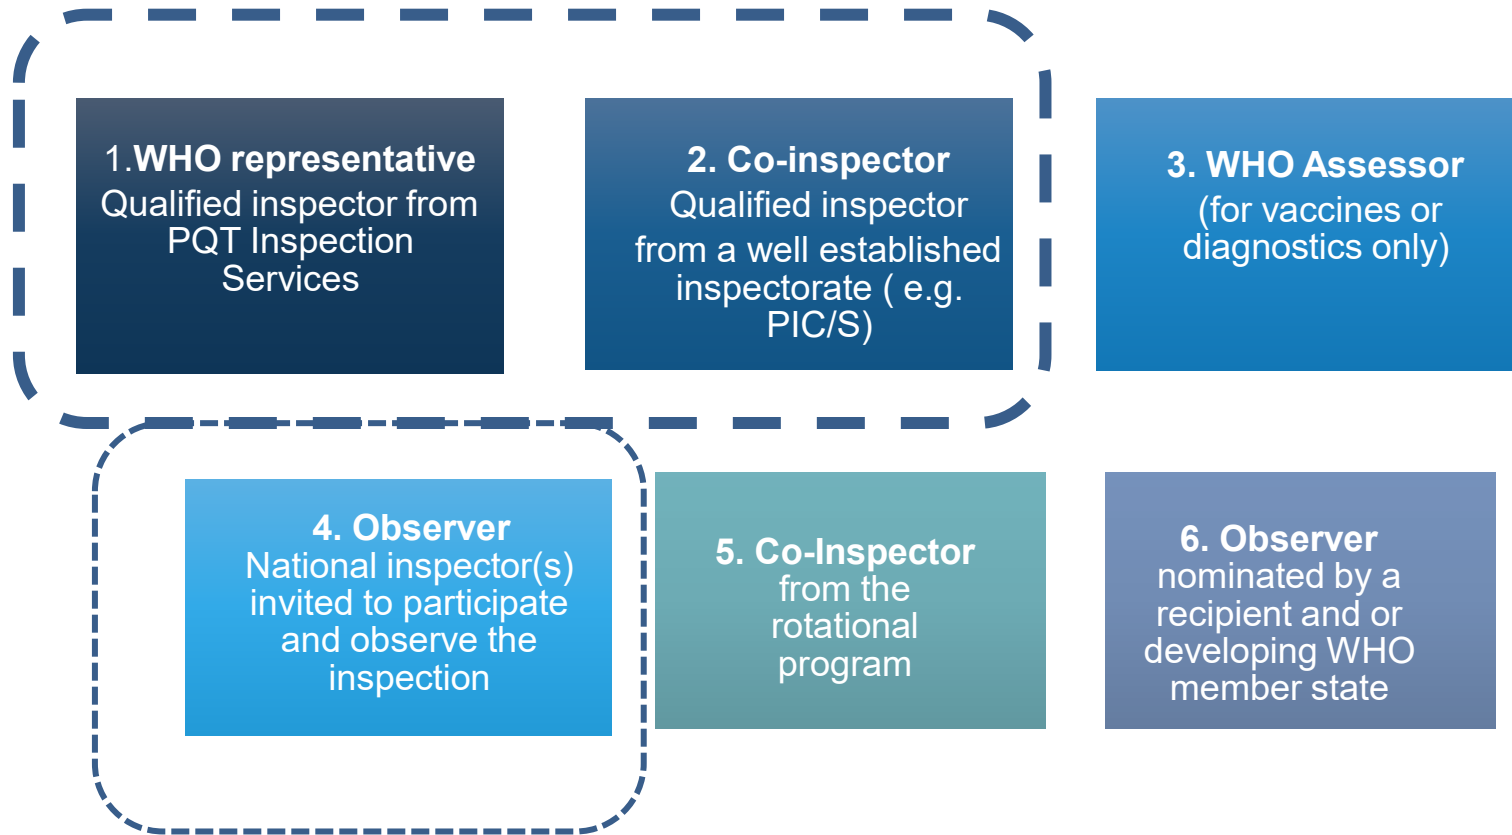 1.WHO representative
Qualified inspector from
PQT Inspection
Services
2. Co-inspector
Qualified inspector
from a well established
inspectorate ( e.g.
PIC/S)
3. WHO Assessor
(for vaccines or
diagnostics only)
4. Observer
National inspector(s)
invited to participate
and observe the
inspection
5. Co-Inspector
from the
rotational
program
6. Observer
nominated by a
recipient and or
developing WHO
member state